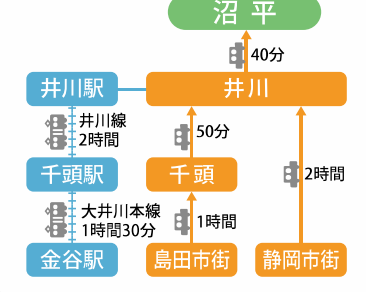 沼平
40分
井川駅
井川
井川線
2時間
50分
2時間
千頭駅
千頭
大井川本線
1時間30分
1時間
金谷駅
島田市街
静岡市街